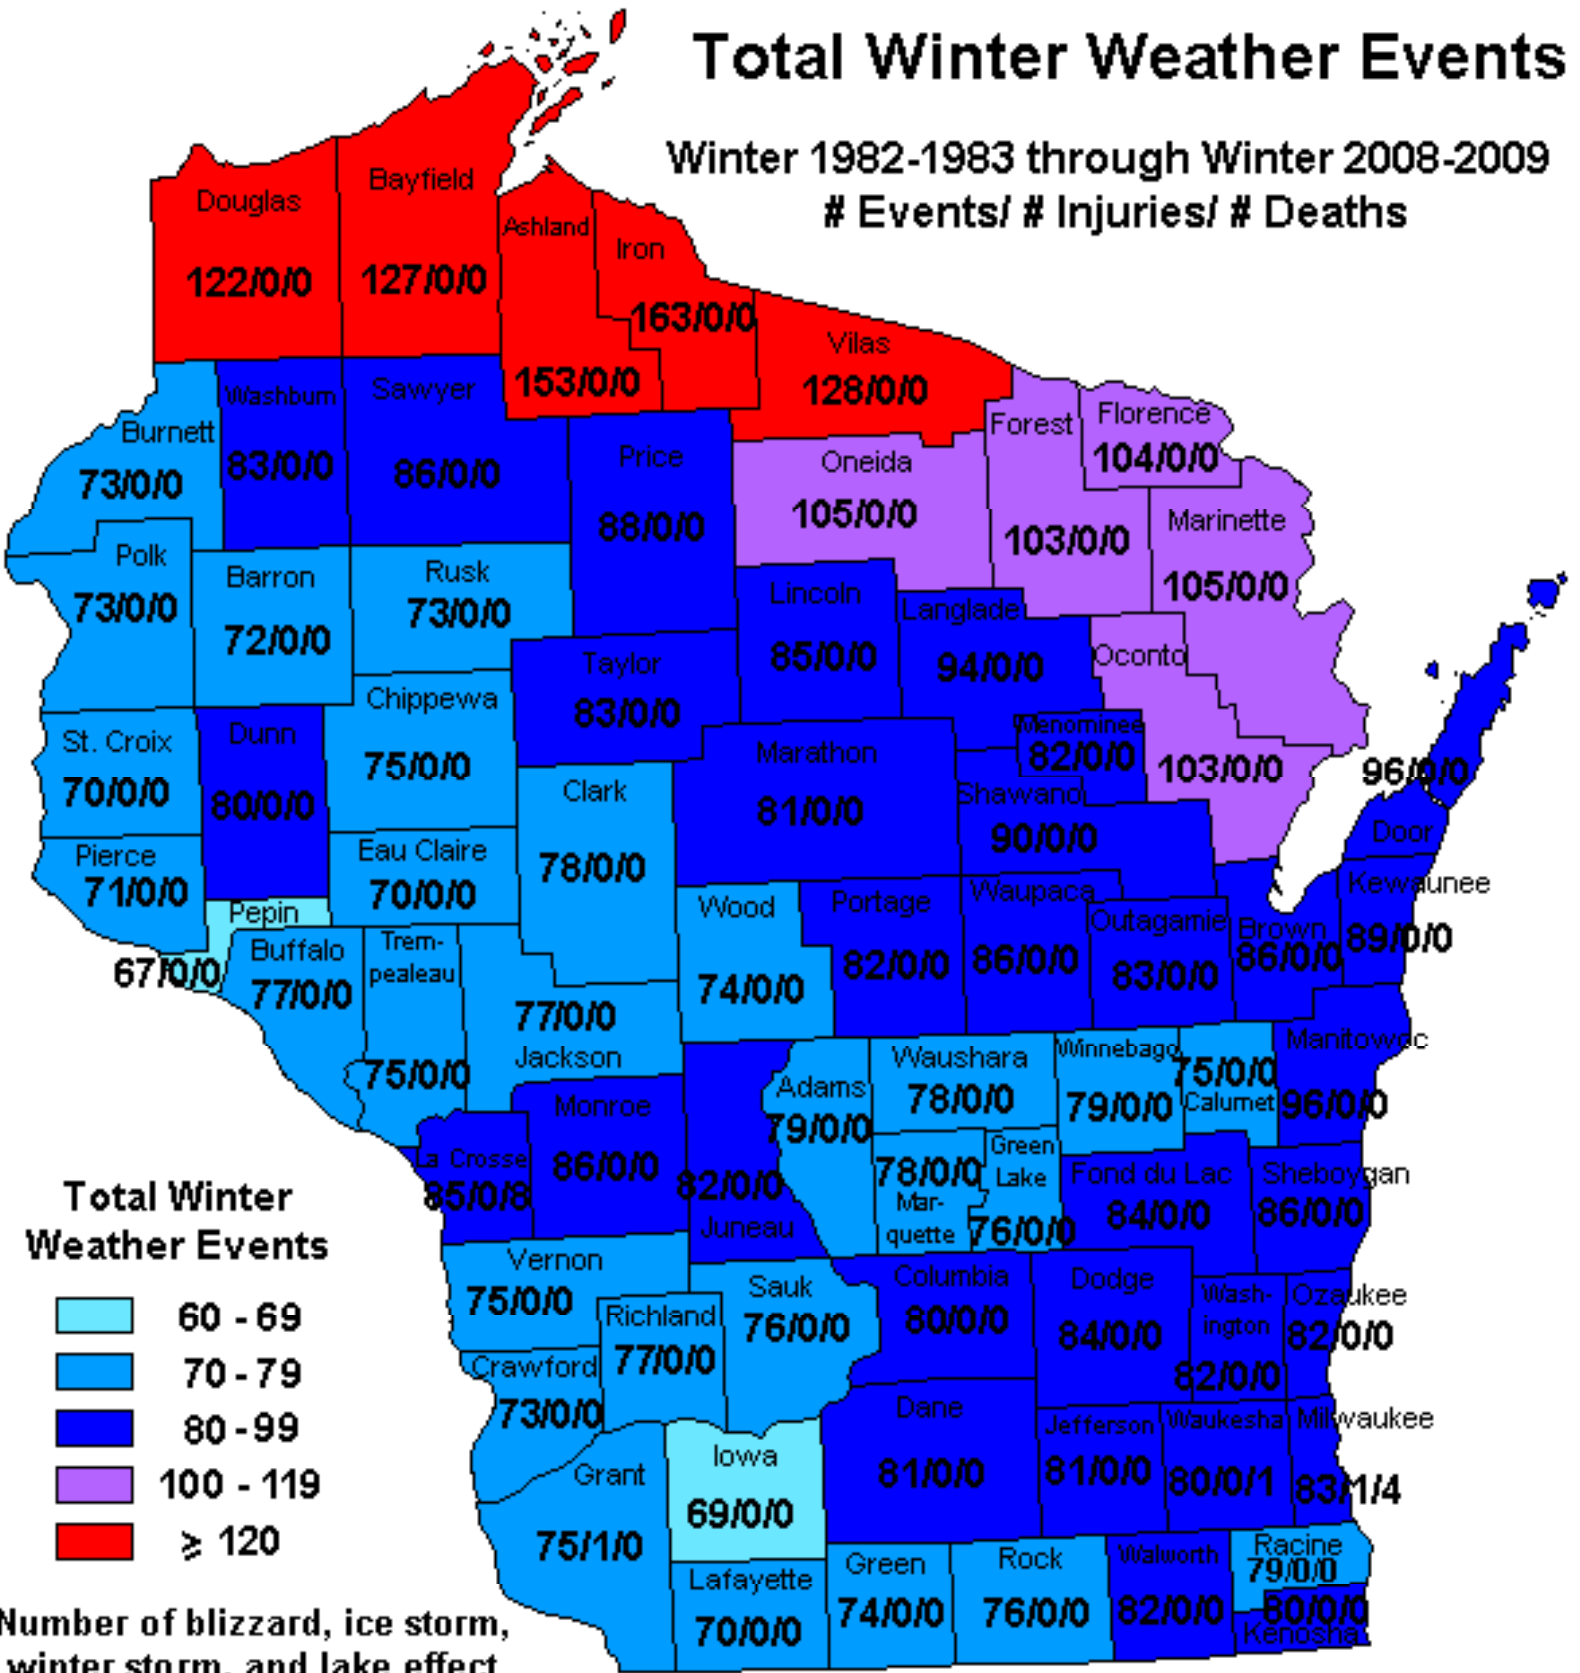 Total Winter Weather Events
Winter 1982-1983 through Winter 2008-2009
# Events/ # Injuries/ # Deaths
Douglas
122/0/0
Bayfield
127/0/0
Ashland
153/0/0
Iron
163/0/0
Vilas
128/0/0
Burnett
73/0/0
Washburn
83/0/0
Sawyer
86/0/0
Price
88/0/0
Oneida
105/0/0
Forest
103/0/0
Florence
104/0/0
Marinette
105/0/0
Polk
73/0/0
Barron
72/0/0
Rusk
73/0/0
Lincoln
85/0/0
Langlade
94/0/0
Oconto
103/0/0
Taylor
83/0/0
Chippewa
75/0/0
St. Croix
70/0/0
Dunn
80/0/0
Clark
78/0/0
Marathon
81/0/0
Menominee
82/0/0
Shawano
90/0/0
96/0/0
Door
Pierce
71/0/0
Eau Claire
70/0/0
Pepin
67/0/0
Buffalo
77/0/0
Trem-
pealeau
75/0/0
77/0/0
Jackson
Wood
74/0/0
Portage
82/0/0
Waupaca
86/0/0
Outagamie
83/0/0
Brown
86/0/0
Kewaunee
89/0/0
Manitowoc
96/0/0
Adams
79/0/0
Waushara
78/0/0
Winnebago
79/0/0
75/0/0
Calumet
Monroe
86/0/0
La Crosse
85/0/8
82/0/0
Juneau
78/0/0
Mar-
quette
Green
Lake
76/0/0
Fond du Lac
84/0/0
Sheboygan
86/0/0
Vernon
75/0/0
Richland
77/0/0
Sauk
76/0/0
Columbia
80/0/0
Dodge
84/0/0
Wash-
ington
82/0/0
Ozaukee
82/0/0
Crawford
73/0/0
Grant
75/1/0
Iowa
69/0/0
Dane
81/0/0
Jefferson
81/0/0
Waukesha
80/0/1
Milwaukee
83/1/4
Lafayette
70/0/0
Green
74/0/0
Rock
76/0/0
Walworth
82/0/0
Racine
79/0/0
80/0/0
Kenosha
Total Winter
Weather Events
60 - 69
70 - 79
80 - 99
100 - 119
≥ 120
Number of blizzard, ice storm,
winter storm, and lake effect